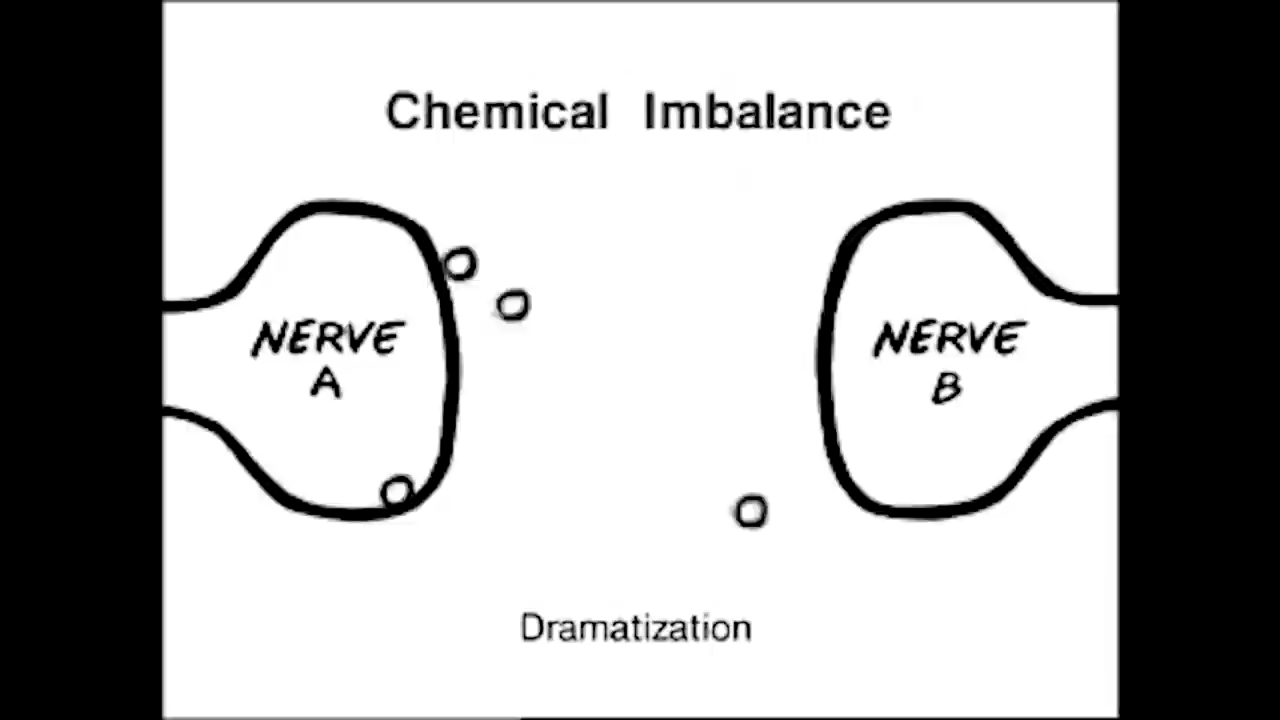 Chemical Imbalance
NERVE
A
NERVE
B
Dramatization